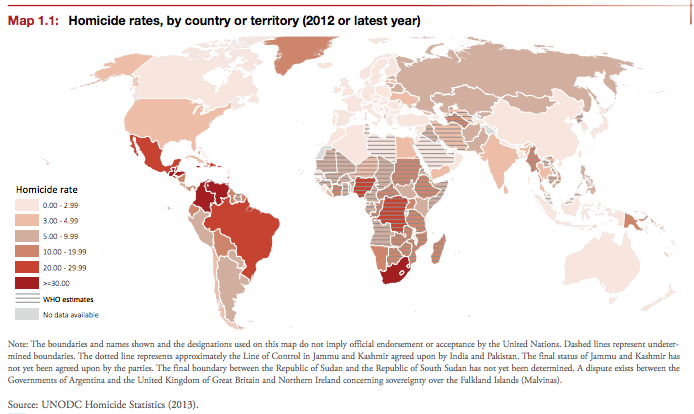 Map 1.1: Homicide rates, by country or territory (2012 or latest year)
Homicide rate
0.00 - 2.99
3.00 - 4.99
5.00 - 9.99
10.00 - 19.99
20.00 - 29.99
>=30.00
WHO estimates
No data available
Note: The boundaries and names shown and the designations used on this map do not imply official endorsement or acceptance by the United Nations. Dashed lines represent undeter-
mined boundaries. The dotted line represents approximately the Line of Control in Jammu and Kashmir agreed upon by India and Pakistan. The final status of Jammu and Kashmir has
not yet been agreed upon by the parties. The final boundary between the Republic of Sudan and the Republic of South Sudan has not yet been determined. A dispute exists between the
Governments of Argentina and the United Kingdom of Great Britain and Northern Ireland concerning sovereignty over the Falkland Islands (Malvinas).
Source: UNODC Homicide Statistics (2013).